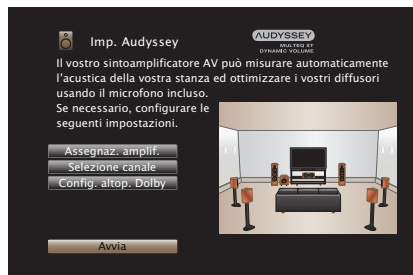 Imp. Audyssey
AUDYSSEY
MULTEQ XT
DYNAMIC VOLUME
Il vostro sintoamplificatore AV può misurare automaticamente
l'acustica della vostra stanza ed ottimizzare i vostri diffusori
usando il microfono incluso.
Se necessario, configurare le
seguenti impostazioni.
Assegnaz. amplif.
Selezione canale
Config. altop. Dolby
Avvia